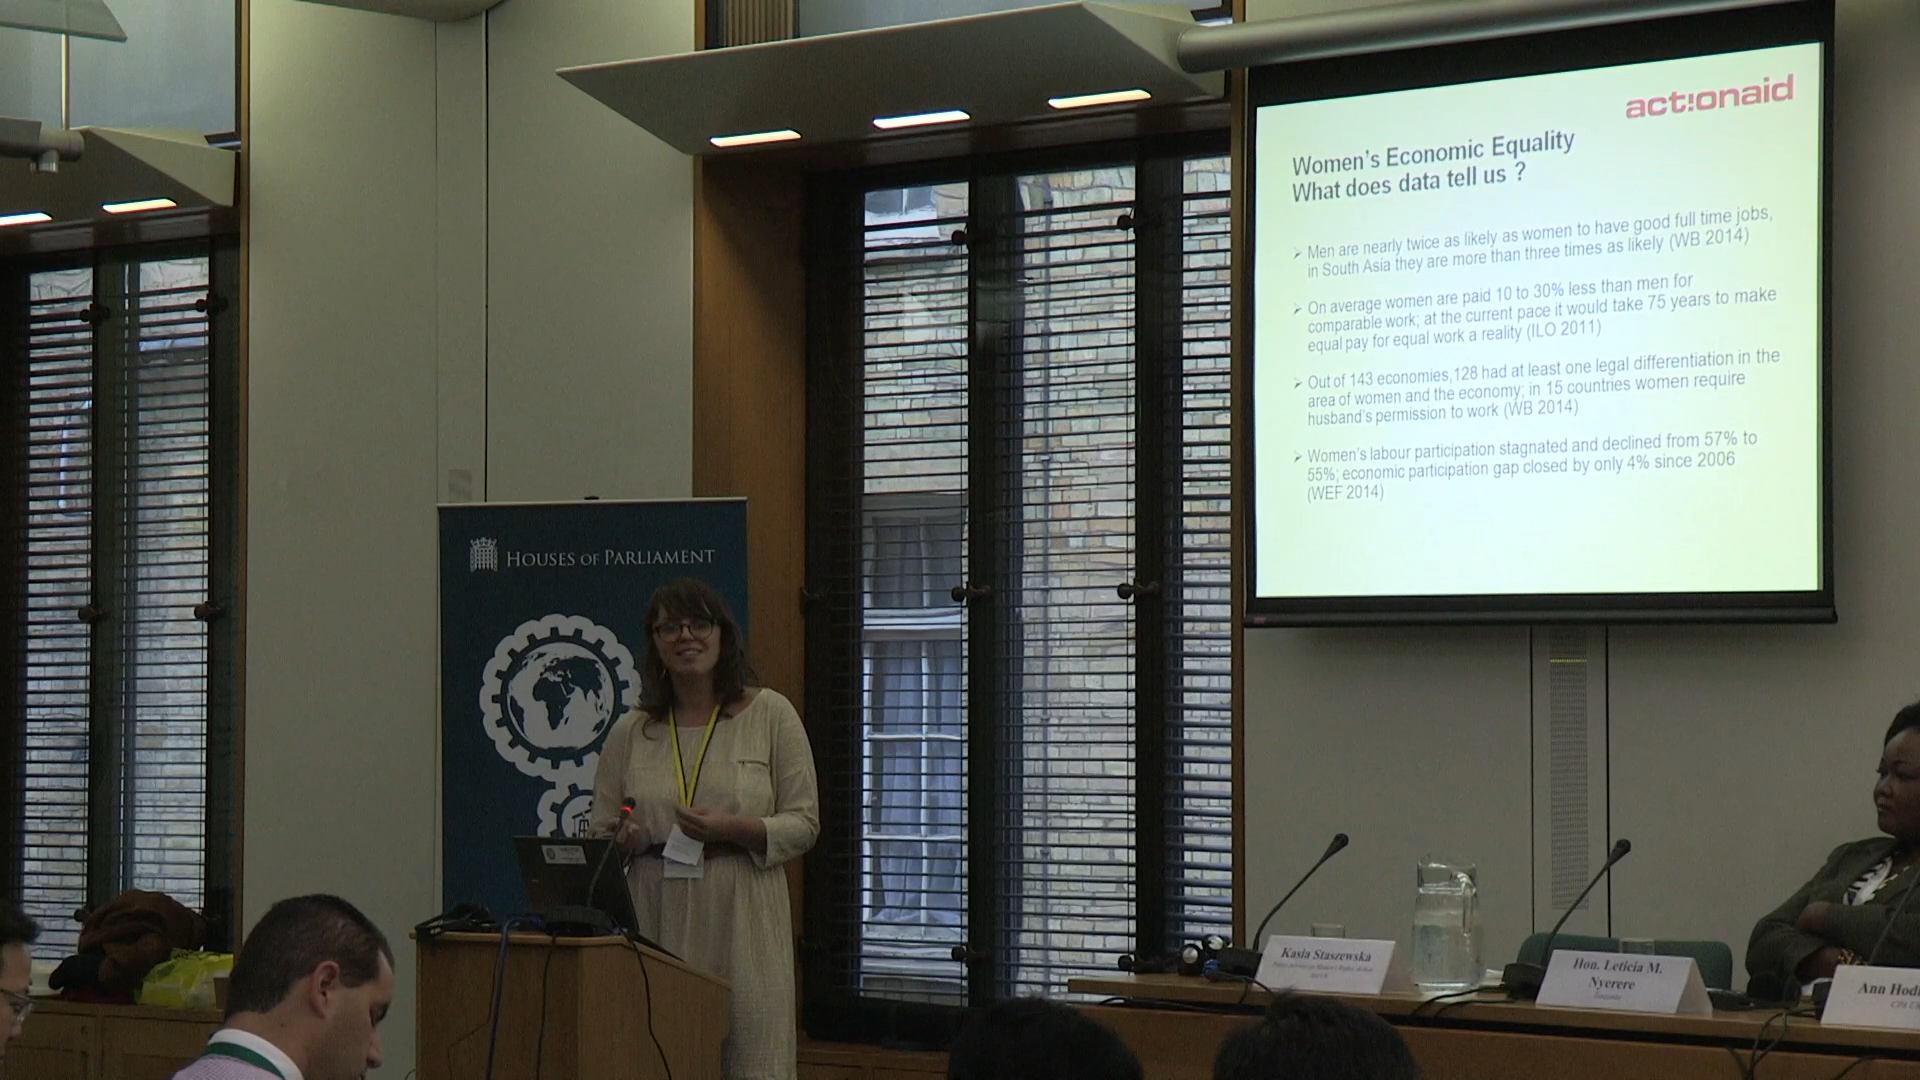 act!onaid
Women's Economic Equality
What does data tell us ?
➢ Men are nearly twice as likely as women to have good full time jobs,
in South Asia they are more than three times as likely (WB 2014)
➢ On average women are paid 10 to 30% less than men for
comparable work; at the current pace it would take 75 years to make
equal pay for equal work a reality (ILO 2011)
➢ Out of 143 economies,128 had at least one legal differentiation in the
area of women and the economy; in 15 countries women require
husband's permission to work (WB 2014)
➢ Women's labour participation stagnated and declined from 57% to
55%; economic participation gap closed by only 4% since 2006
(WEF 2014)
HOUSES OF PARLIAMENT
Kasia Staszewska
Hon. Leticia M.
Nyerere
Tanzania
Ann